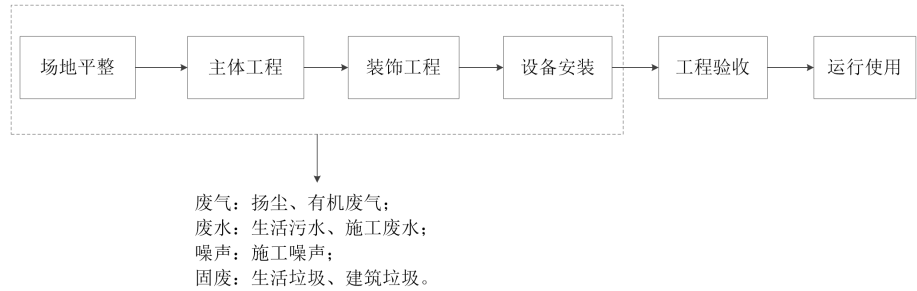 场地平整
主体工程
装饰工程
设备安装
工程验收
运行使用
废气：扬尘、有机废气；
废水：生活污水、施工废水；
噪声：施工噪声；
固废：生活垃圾、建筑垃圾。